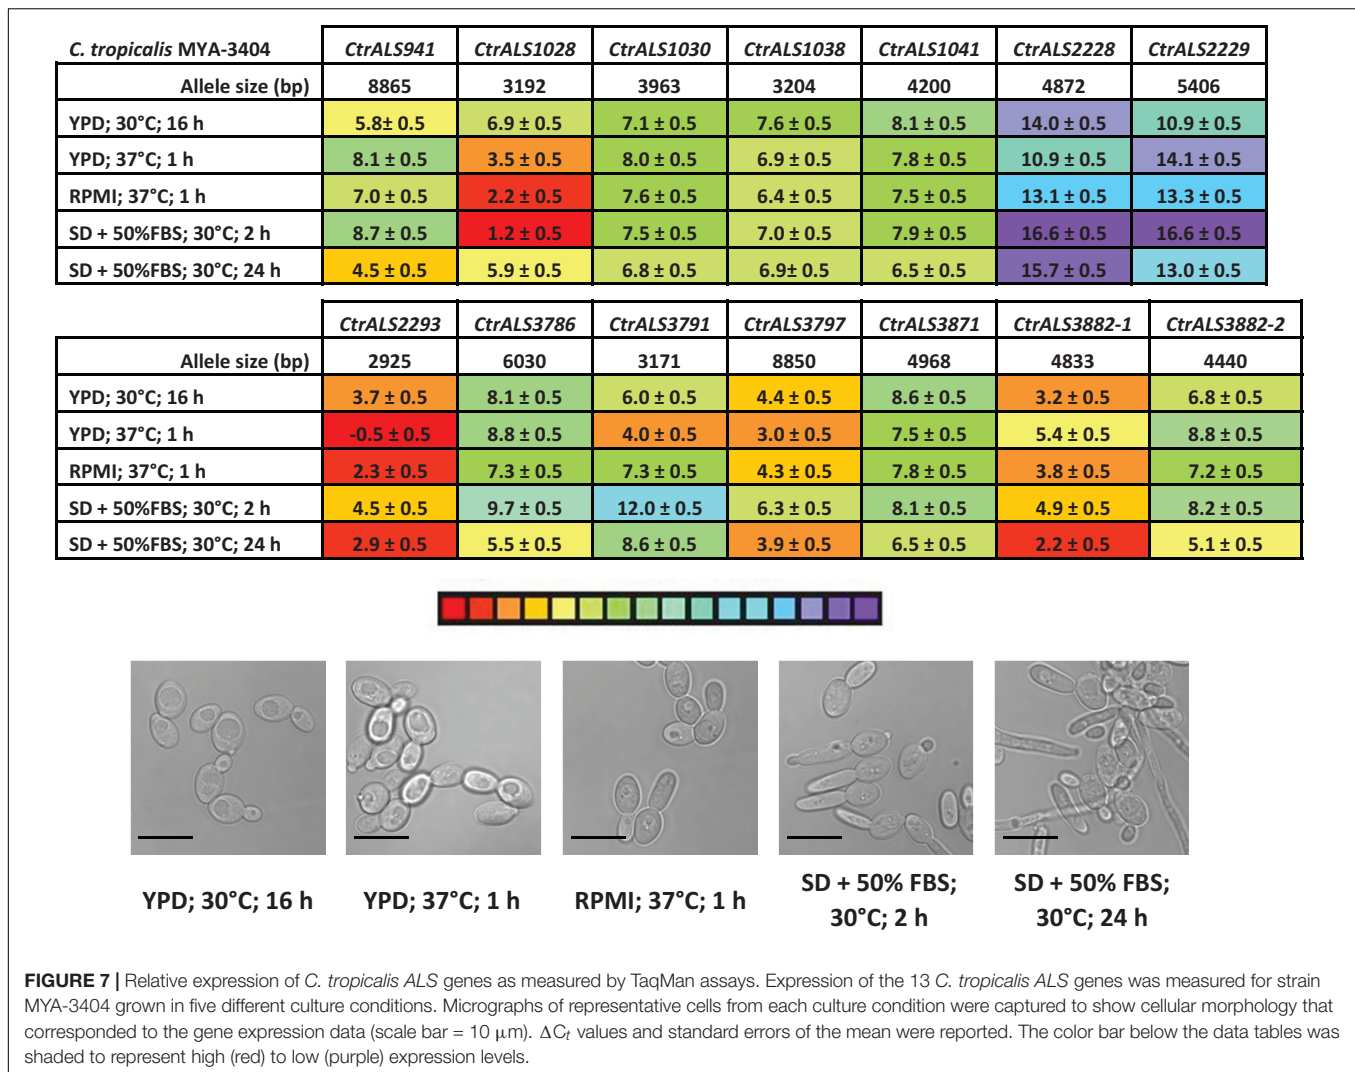 C. tropicalis MYA-3404 CtrALS941 CtrALS1028 CtrALS1030 CtrALS1038 CtrALS1041 CtrALS2228 CtrALS2229
Allele size (bp) 8865 3192 3963 3204 4200 4872 5406
YPD; 30°C; 16 h 5.8± 0.5 6.9 ± 0.5 7.1 ± 0.5 7.6 ± 0.5 8.1 ± 0.5 14.0 ± 0.5 10.9 ± 0.5
YPD; 37°C; 1 h 8.1 ± 0.5 3.5 ± 0.5 8.0 ± 0.5 6.9 ± 0.5 7.8 ± 0.5 10.9 ± 0.5 14.1 ± 0.5
RPMI; 37°C; 1 h 7.0 ± 0.5 2.2 ± 0.5 7.6 ± 0.5 6.4 ± 0.5 7.5 ± 0.5 13.1 ± 0.5 13.3 ± 0.5
SD + 50%FBS; 30°C; 2 h 8.7 ± 0.5 1.2 ± 0.5 7.5 ± 0.5 7.0 ± 0.5 7.9 ± 0.5 16.6 ± 0.5 16.6 ± 0.5
SD + 50%FBS; 30°C; 24 h 4.5 ± 0.5 5.9 ± 0.5 6.8 ± 0.5 6.9± 0.5 6.5 ± 0.5 15.7 ± 0.5 13.0 ± 0.5
CtrALS2293 CtrALS3786 CtrALS3791 CtrALS3797 CtrALS3871 CtrALS3882-1 CtrALS3882-2
Allele size (bp) 2925 6030 3171 8850 4968 4833 4440
YPD; 30°C; 16 h 3.7 ± 0.5 8.1 ± 0.5 6.0 ± 0.5 4.4 ± 0.5 8.6 ± 0.5 3.2 ± 0.5 6.8 ± 0.5
YPD; 37°C; 1 h -0.5 ± 0.5 8.8 ± 0.5 4.0 ± 0.5 3.0 ± 0.5 7.5 ± 0.5 5.4 ± 0.5 8.8 ± 0.5
RPMI; 37°C; 1 h 2.3 ± 0.5 7.3 ± 0.5 7.3 ± 0.5 4.3 ± 0.5 7.8 ± 0.5 3.8 ± 0.5 7.2 ± 0.5
SD + 50%FBS; 30°C; 2 h 4.5 ± 0.5 9.7 ± 0.5 12.0 ± 0.5 6.3 ± 0.5 8.1 ± 0.5 4.9 ± 0.5 8.2 ± 0.5
SD + 50%FBS; 30°C; 24 h 2.9 ± 0.5 5.5 ± 0.5 8.6 ± 0.5 3.9 ± 0.5 6.5 ± 0.5 2.2 ± 0.5 5.1 ± 0.5
YPD; 30°C; 16 h
YPD; 37°C; 1 h
RPMI; 37°C; 1 h
SD + 50% FBS;
30°C; 2 h
SD + 50% FBS;
30°C; 24 h
FIGURE 7 | Relative expression of C. tropicalis ALS genes as measured by TaqMan assays. Expression of the 13 C. tropicalis ALS genes was measured for strain
MYA-3404 grown in five different culture conditions. Micrographs of representative cells from each culture condition were captured to show cellular morphology that
corresponded to the gene expression data (scale bar = 10 μm). ΔCt values and standard errors of the mean were reported. The color bar below the data tables was
shaded to represent high (red) to low (purple) expression levels.